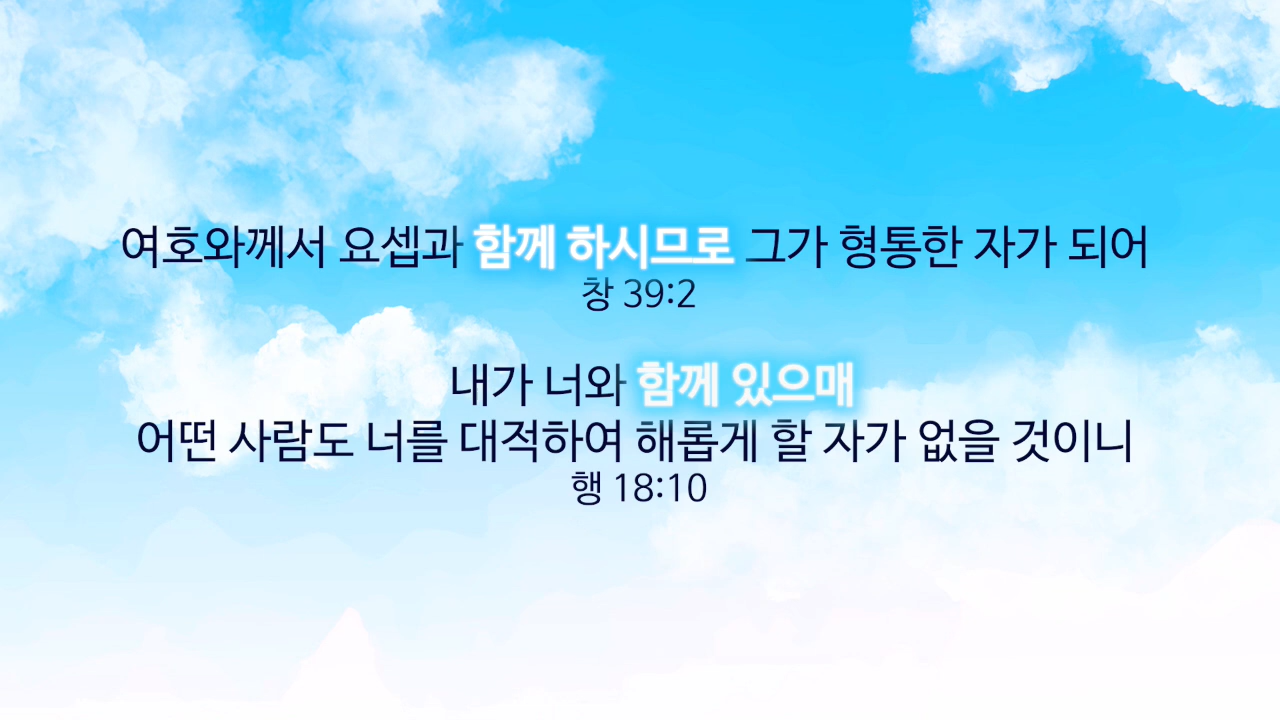 여호와께서 요셉과 함께 하시므로 그가 형통한 자가 되어
창 39:2
내가 너와 함께 있으매
어떤 사람도 너를 대적하여 해롭게 할 자가 없을 것이니
행 18:10